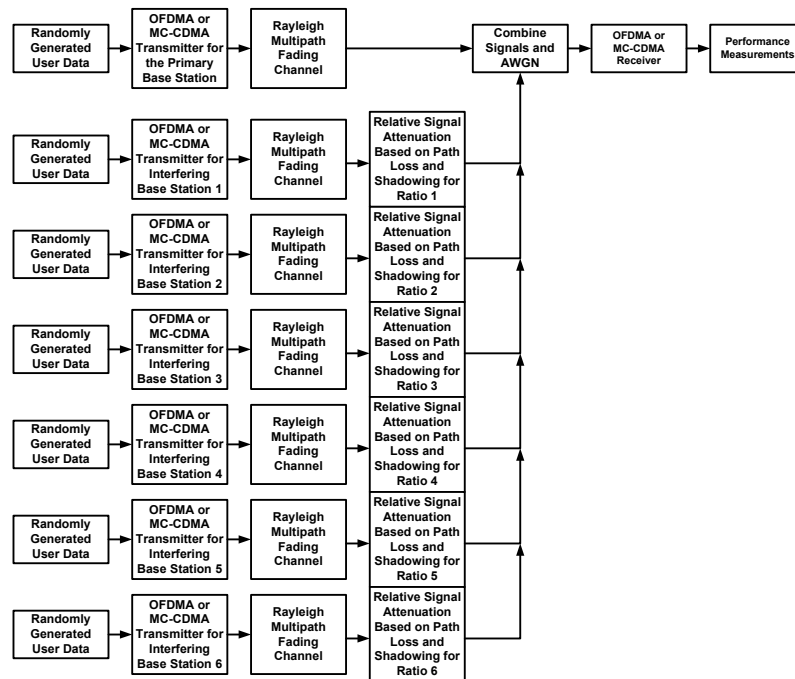 Randomly
Generated
User Data
OFDMA or
MC-CDMA
Transmitter for
the Primary
Base Station
Rayleigh
Multipath
Fading
Channel
Combine
Signals and
AWGN
OFDMA or
MC-CDMA
Receiver
Performance
Measurements
Randomly
Generated
User Data
OFDMA or
MC-CDMA
Transmitter for
Interfering
Base Station 1
Rayleigh
Multipath
Fading
Channel
Relative Signal
Attenuation
Based on Path
Loss and
Shadowing for
Ratio 1
Randomly
Generated
User Data
OFDMA or
MC-CDMA
Transmitter for
Interfering
Base Station 2
Rayleigh
Multipath
Fading
Channel
Relative Signal
Attenuation
Based on Path
Loss and
Shadowing for
Ratio 2
Randomly
Generated
User Data
OFDMA or
MC-CDMA
Transmitter for
Interfering
Base Station 3
Rayleigh
Multipath
Fading
Channel
Relative Signal
Attenuation
Based on Path
Loss and
Shadowing for
Ratio 3
Randomly
Generated
User Data
OFDMA or
MC-CDMA
Transmitter for
Interfering
Base Station 4
Rayleigh
Multipath
Fading
Channel
Relative Signal
Attenuation
Based on Path
Loss and
Shadowing for
Ratio 4
Randomly
Generated
User Data
OFDMA or
MC-CDMA
Transmitter for
Interfering
Base Station 5
Rayleigh
Multipath
Fading
Channel
Relative Signal
Attenuation
Based on Path
Loss and
Shadowing for
Ratio 5
Randomly
Generated
User Data
OFDMA or
MC-CDMA
Transmitter for
Interfering
Base Station 6
Rayleigh
Multipath
Fading
Channel
Relative Signal
Attenuation
Based on Path
Loss and
Shadowing for
Ratio 6